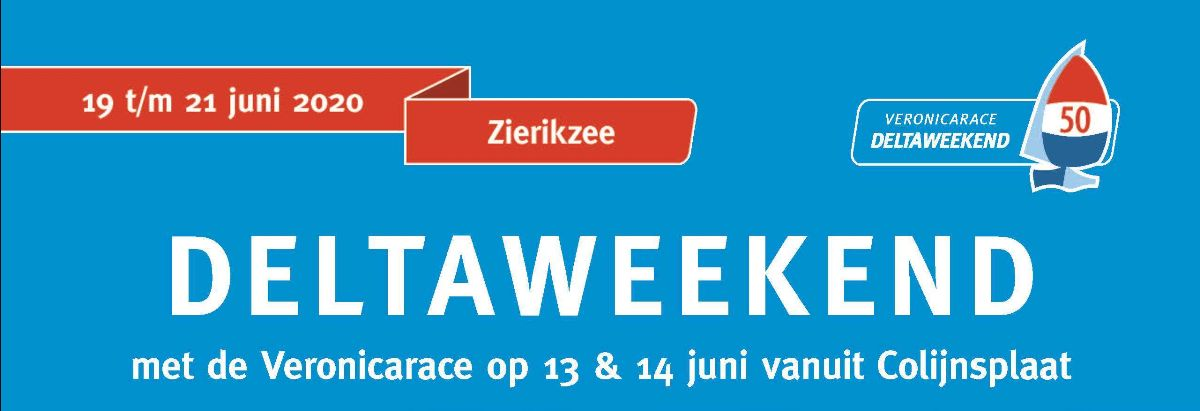 19 t/m 21 juni 2020
Zierikzee
VERONICARACE
DELTAWEEKEND
50
DELTAWEEKEND
met de Veronicarace op 13 & 14 juni vanuit Colijnsplaat